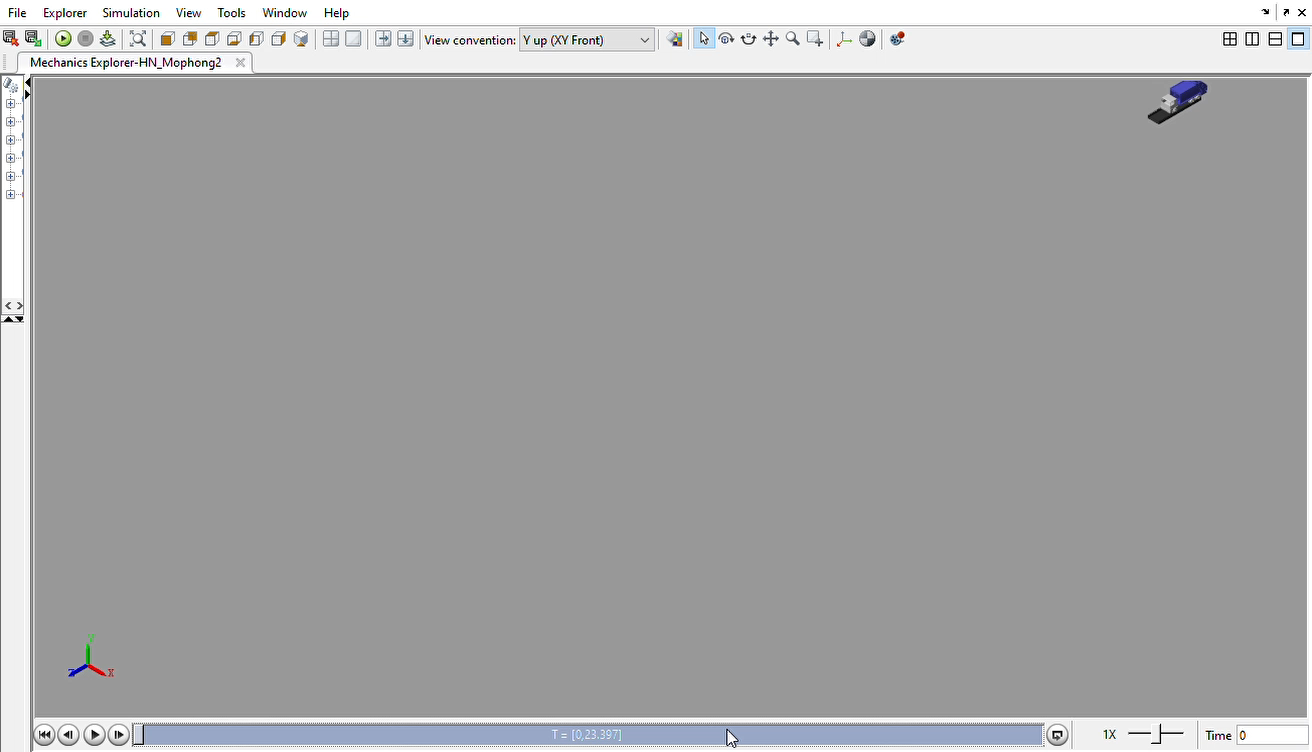 File Explorer Simulation View Tools Window Help
View convention: Y up (XY Front)
Mechanics Explorer-HN_Mophong2
Y
Z X
T = [0,23.397]
1X Time 0